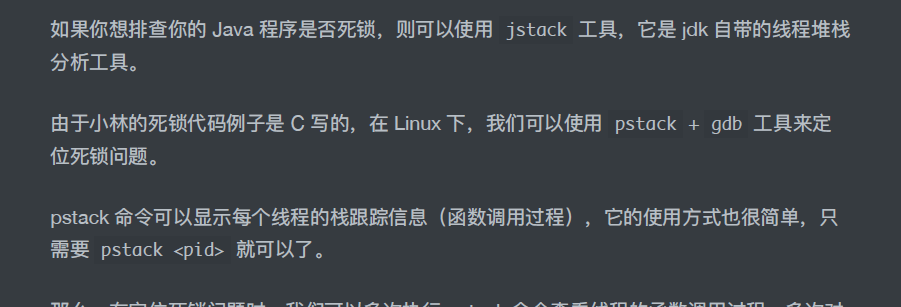 如果你想排查你的 Java 程序是否死锁，则可以使用 jstack 工具，它是 jdk 自带的线程堆栈
分析工具。
由于小林的死锁代码例子是 C 写的，在 Linux 下，我们可以使用 pstack + gdb 工具来定
位死锁问题。
pstack 命令可以显示每个线程的栈跟踪信息（函数调用过程），它的使用方式也很简单，只
需要 pstack <pid> 就可以了。